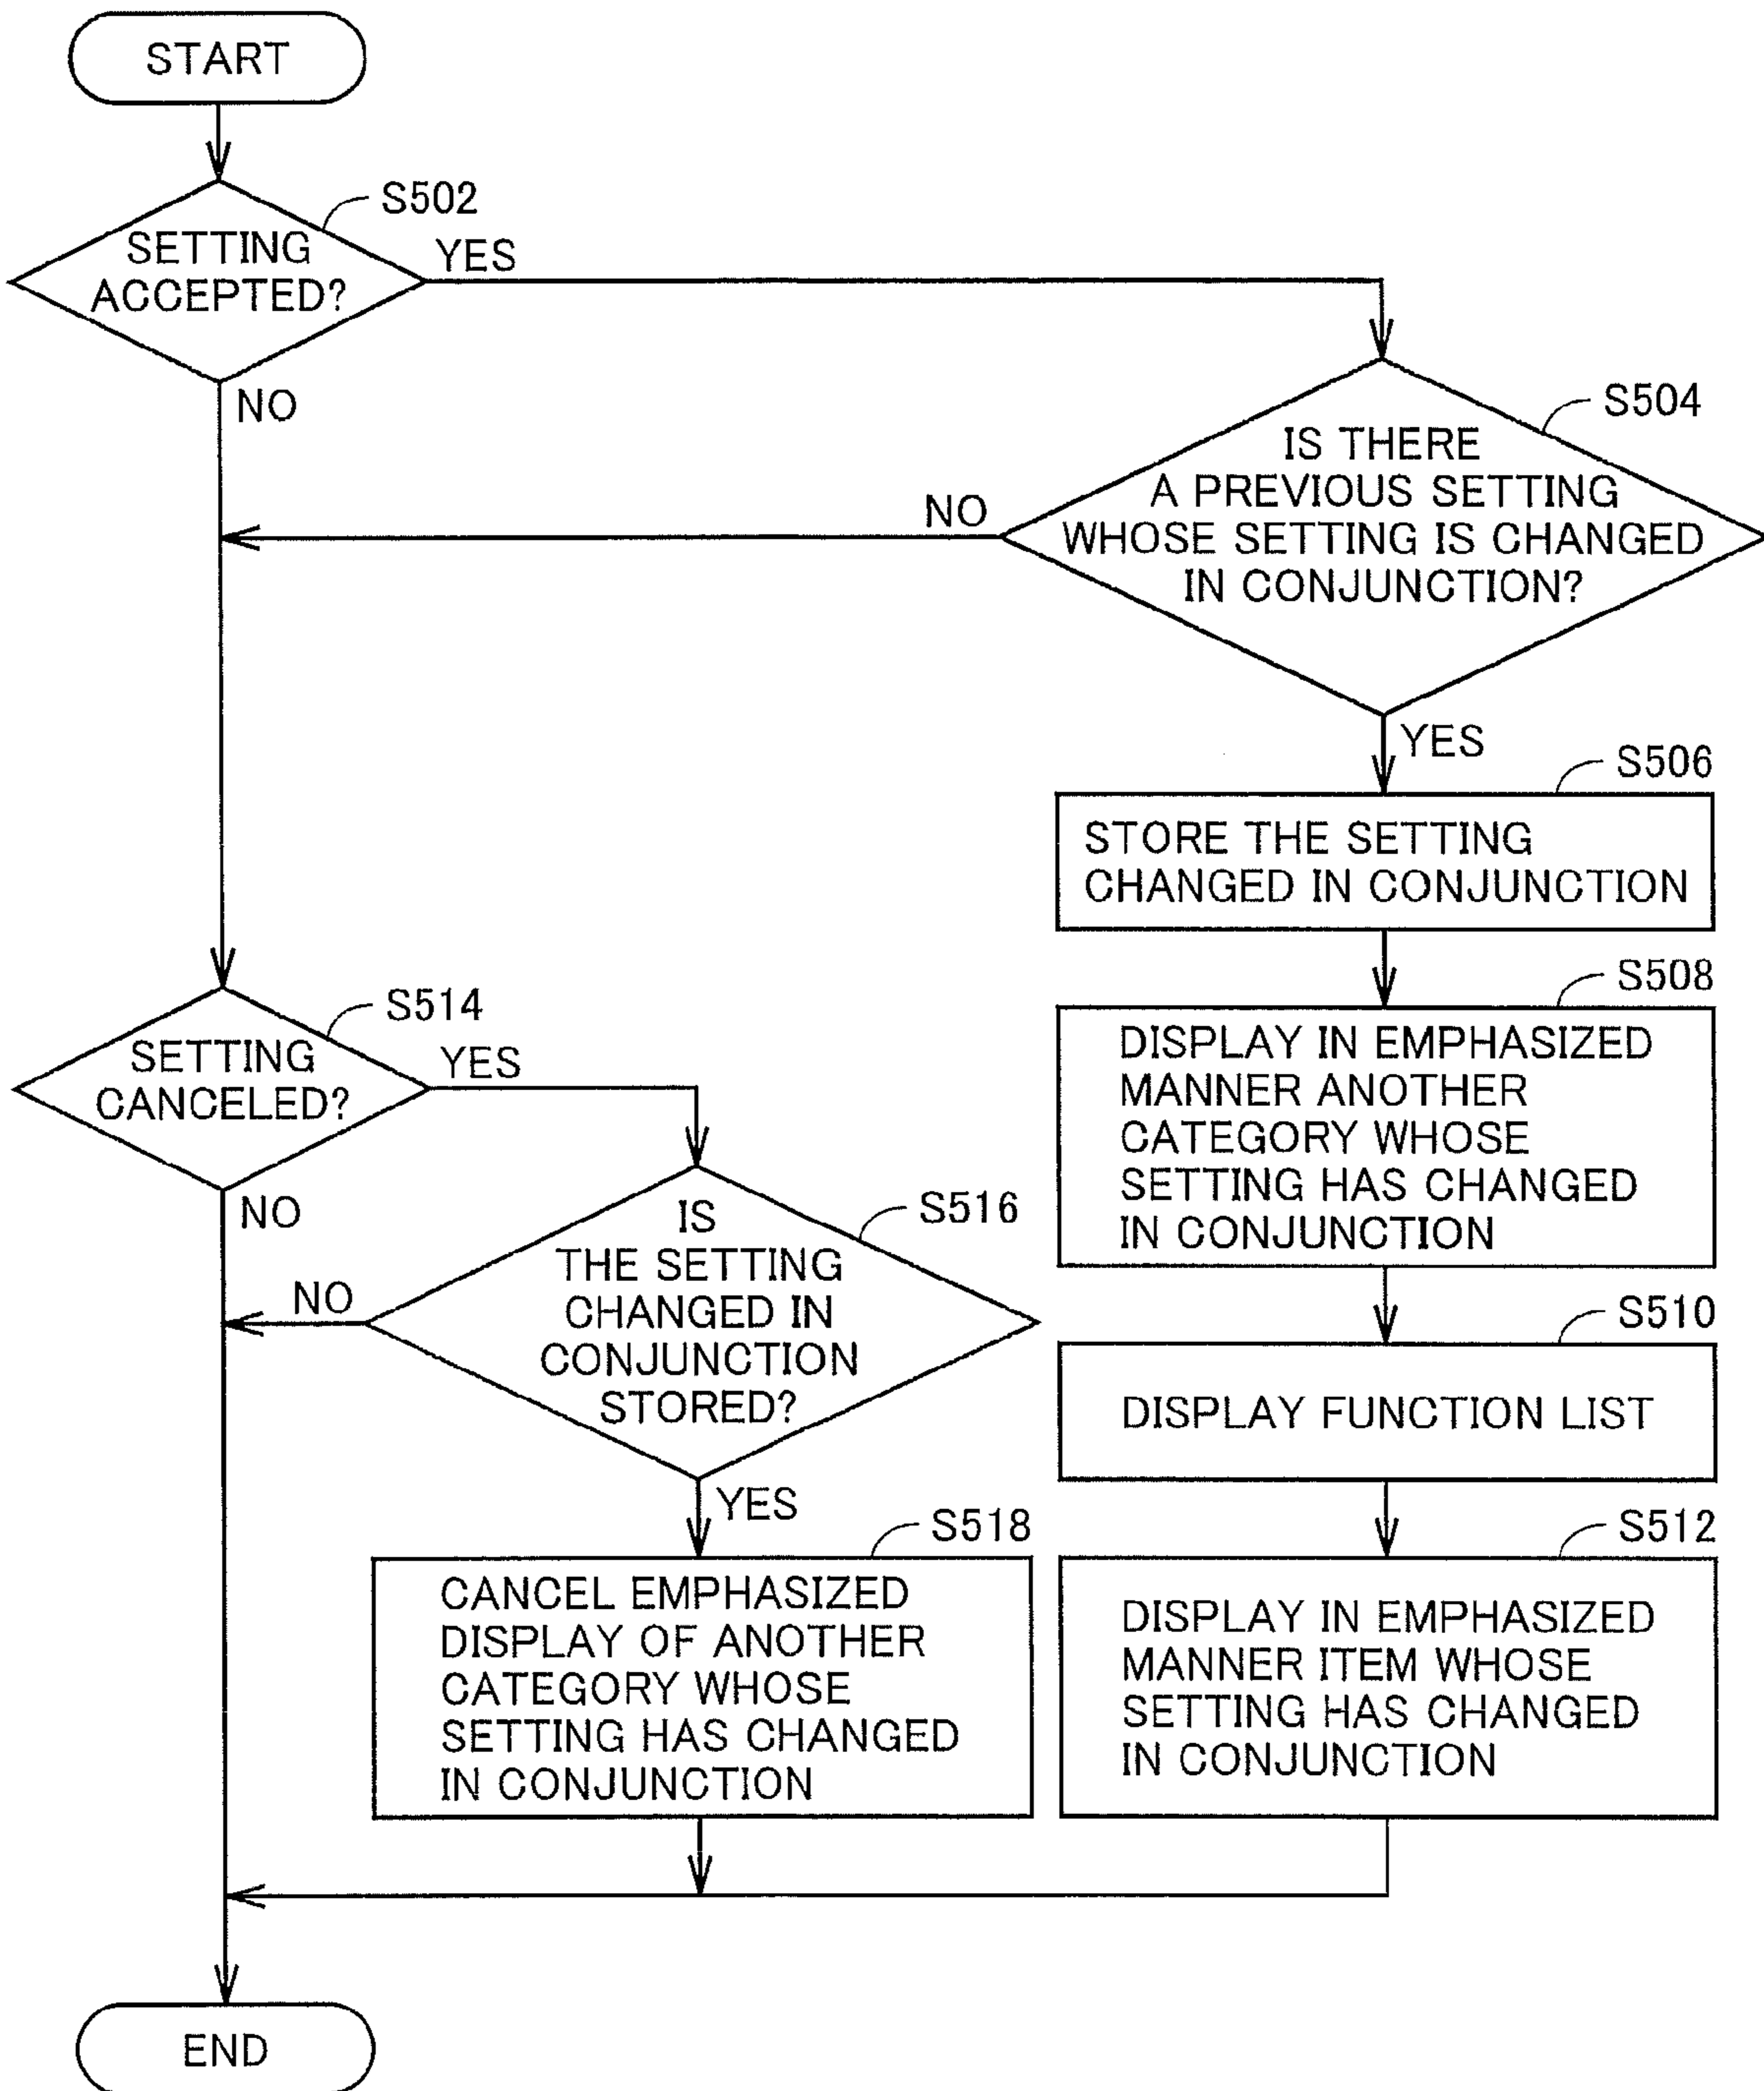 START
S502
SETTING
ACCEPTED?
YES
NO
S504
IS THERE
A PREVIOUS SETTING
WHOSE SETTING IS CHANGED
IN CONJUNCTION?
NO
YES
S506
STORE THE SETTING
CHANGED IN CONJUNCTION
S508
DISPLAY IN EMPHASIZED
MANNER ANOTHER
CATEGORY WHOSE
SETTING HAS CHANGED
IN CONJUNCTION
S510
DISPLAY FUNCTION LIST
S512
DISPLAY IN EMPHASIZED
MANNER ITEM WHOSE
SETTING HAS CHANGED
IN CONJUNCTION
S514
SETTING
CANCELED?
YES
NO
S516
IS
THE SETTING
CHANGED IN
CONJUNCTION
STORED?
NO
YES
S518
CANCEL EMPHASIZED
DISPLAY OF ANOTHER
CATEGORY WHOSE
SETTING HAS CHANGED
IN CONJUNCTION
END